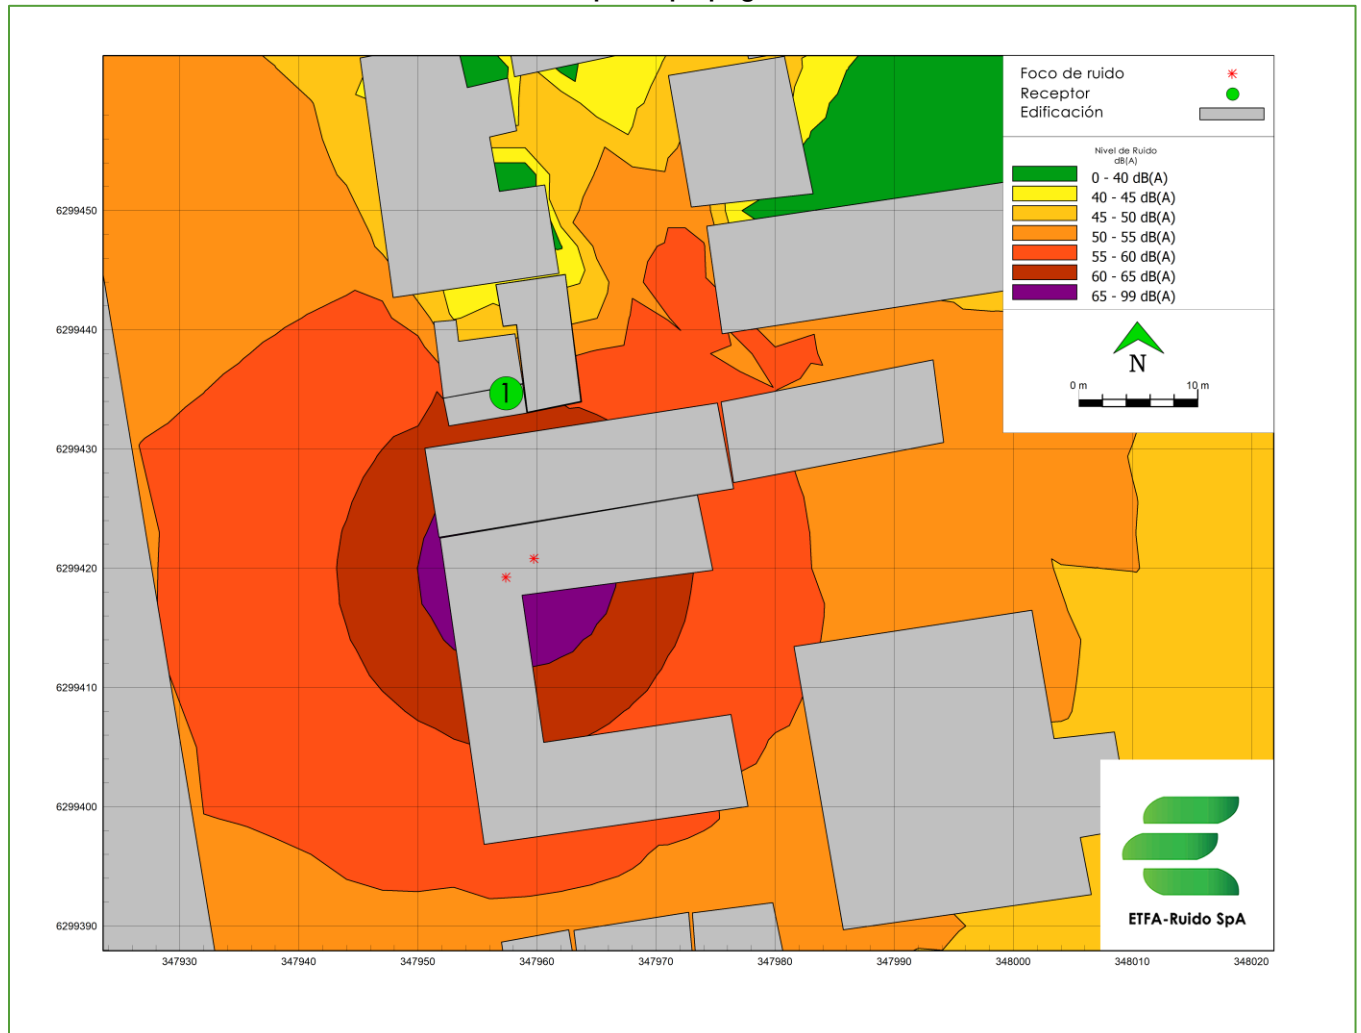 Foco de ruido
Receptor
Edificación
Nivel de Ruido
dB(A)
0 - 40 dB(A)
40 - 45 dB(A)
45 - 50 dB(A)
50 - 55 dB(A)
55 - 60 dB(A)
60 - 65 dB(A)
65 - 99 dB(A)
N
0 m 10 m
6299450
6299440
1
6299430
6299420
6299410
6299400
6299390
ETFA-Ruido SpA
347930 347940 347950 347960 347970 347980 347990 348000 348010 348020